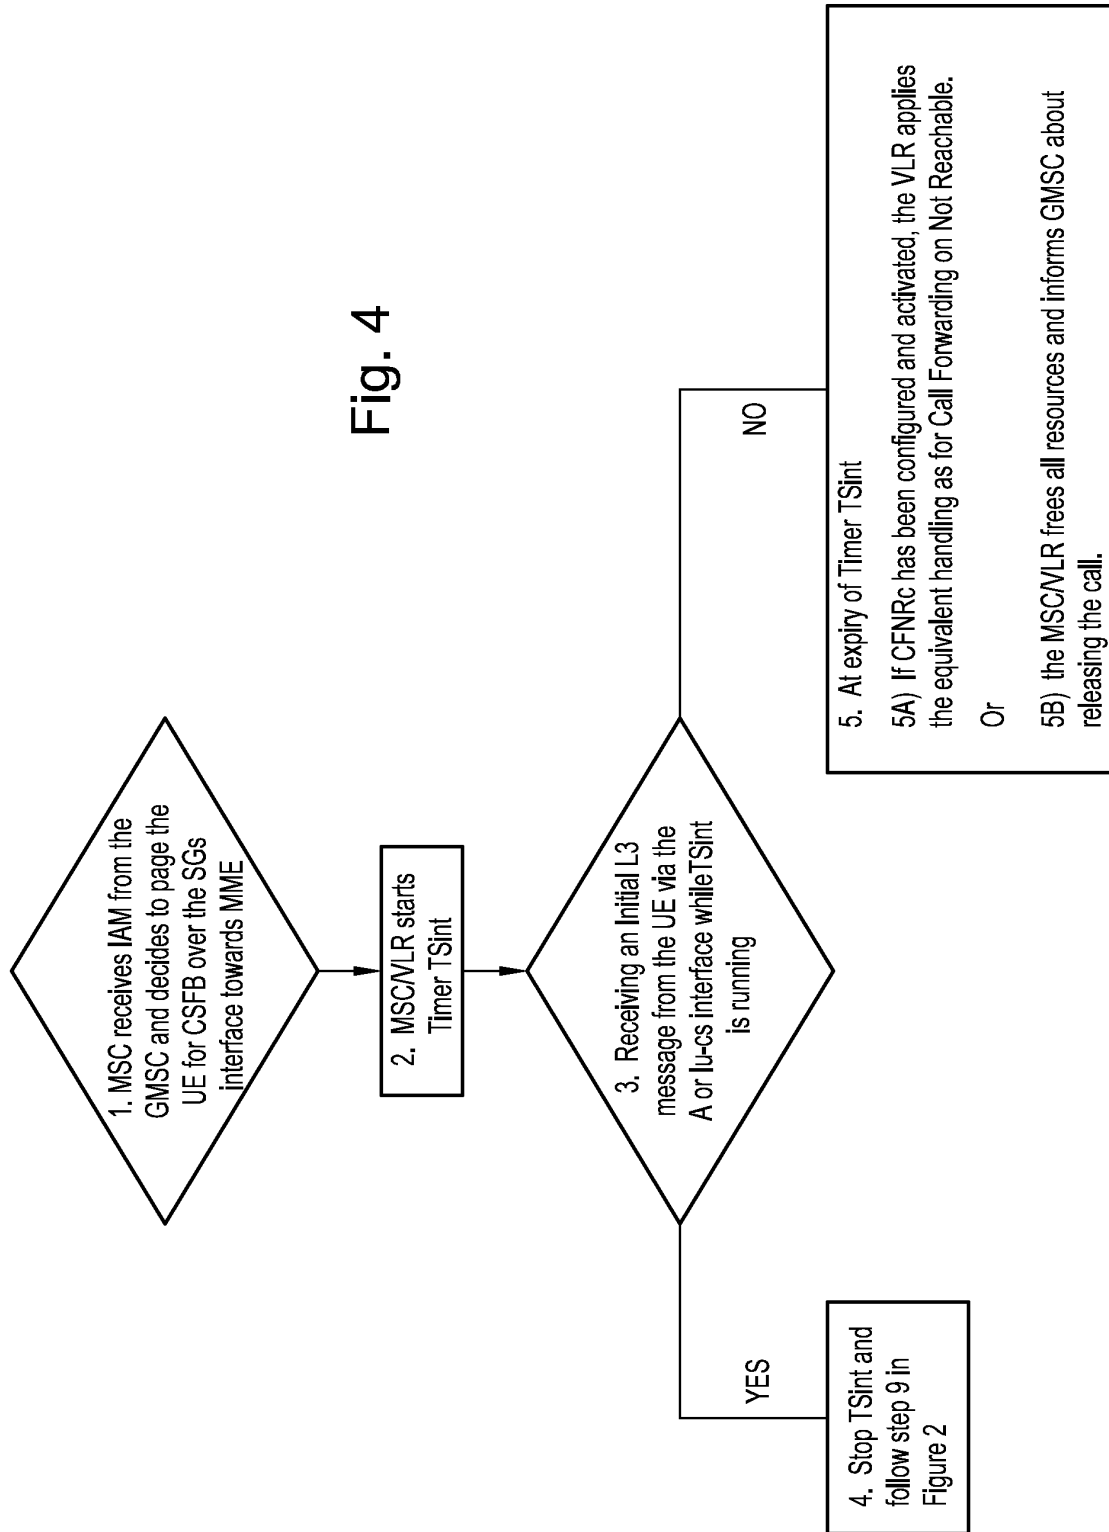 Fig. 4
1. MSC receives IAM from the
GMSC and decides to page the
UE for CSFB over the SGs
interface towards MME
2. MSC/VLR starts
Timer TSint
3. Receiving an Initial L3
message from the UE via the
A or Iu-cs interface whileTSint
is running
YES
NO
4. Stop TSint and
follow step 9 in
Figure 2
5. At expiry of Timer TSint
5A) If CFNRc has been configured and activated, the VLR applies
the equivalent handling as for Call Forwarding on Not Reachable.
Or
5B) the MSC/VLR frees all resources and informs GMSC about
releasing the call.